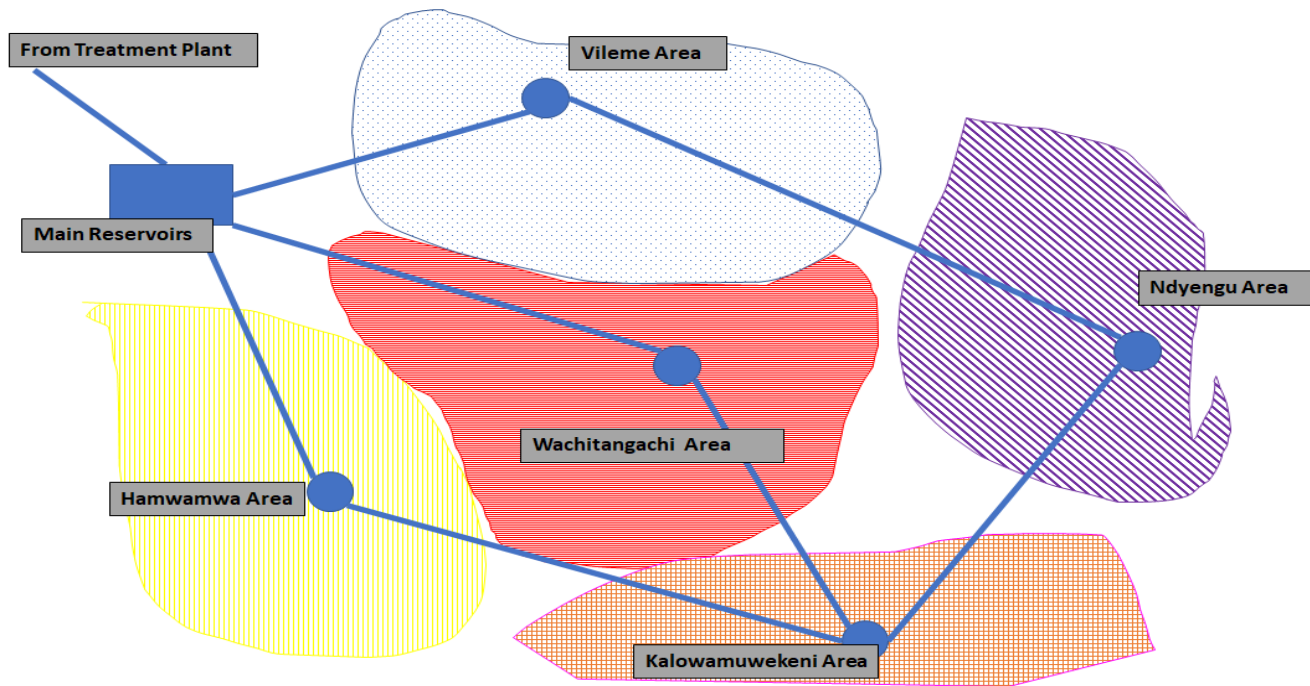 From Treatment Plant
Vileme Area
Main Reservoirs
Ndyengu Area
Wachitangachi Area
Hamwamwa Area
Kalowamuwekeni Area